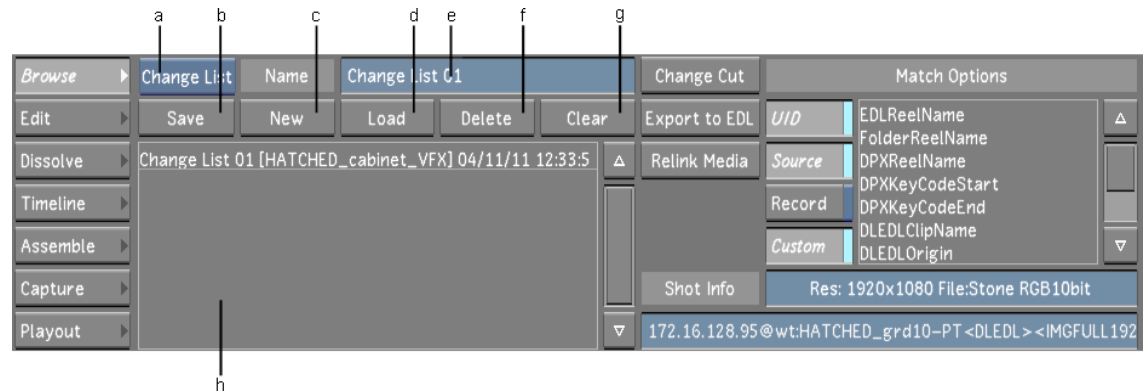 a b c d e f g
Browse Change List Name Change List 01 Change Cut Match Options
Edit Save New Load Delete Clear Export to EDL UID EDLReelName
FolderReelName
Dissolve Change List 01 [HATCHED_cabinet_VFX] 04/11/11 12:33:5 Relink Media Source DPXReelName
DPXKeyCodeStart
Timeline Record DPXKeyCodeEnd
DLEDLClipName
Assemble Custom DLEDLOrigin
Capture Shot Info Res: 1920x1080 File:Stone RGB10bit
Playout 172.16.128.95@wt:HATCHED_grd10-PT<DLEDL><IMGFULL192
h